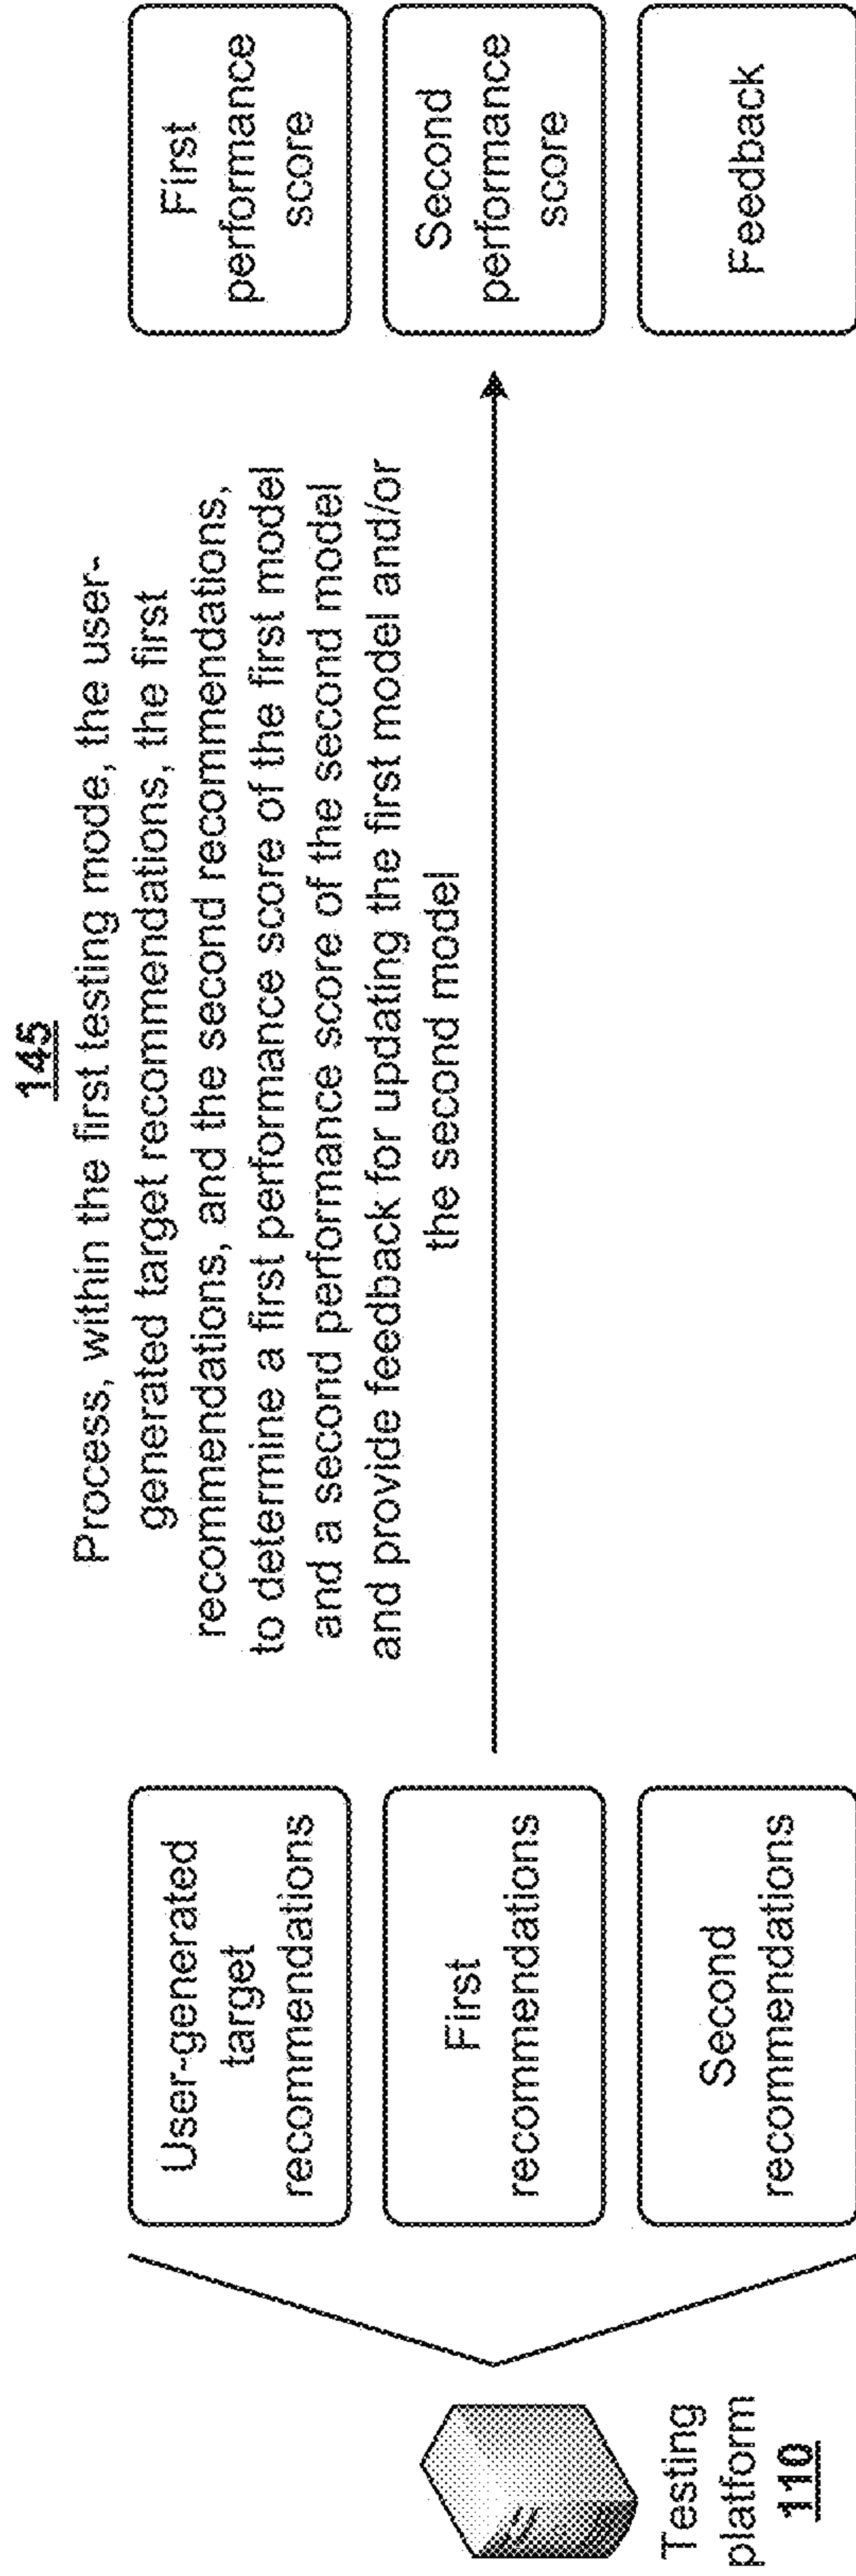 145
Process, within the first testing mode, the user-
generated target recommendations, the first
recommendations, and the second recommendations,
to determine a first performance score of the first model
and a second performance score of the second model
and provide feedback for updating the first model and/or
the second model
User-generated
target
recommendations
First
recommendations
Second
recommendations
First
performance
score
Second
performance
score
Feedback
Testing
platform
110